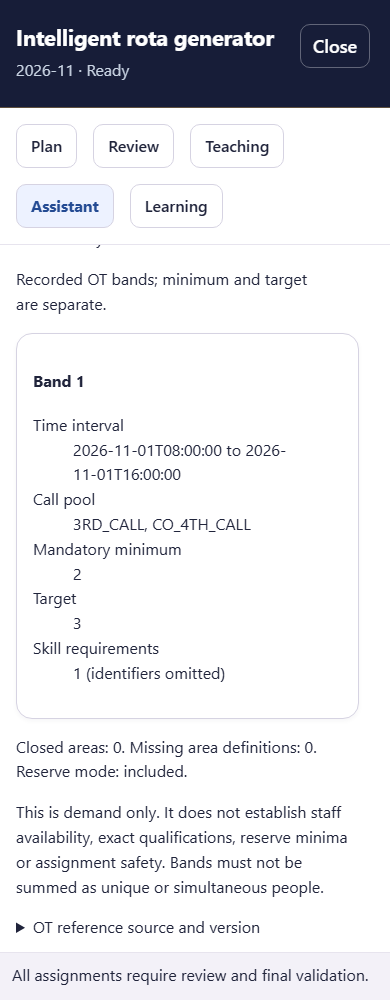 Intelligent rota generator
Close
2026-11 · Ready
Plan
Review
Teaching
Assistant
Learning
Recorded OT bands; minimum and target
are separate.
Band 1
Time interval
2026-11-01T08:00:00 to 2026-
11-01T16:00:00
Call pool
3RD_CALL, CO_4TH_CALL
Mandatory minimum
2
Target
3
Skill requirements
1 (identifiers omitted)
Closed areas: 0. Missing area definitions: 0.
Reserve mode: included.
This is demand only. It does not establish staff
availability, exact qualifications, reserve minima
or assignment safety. Bands must not be
summed as unique or simultaneous people.
OT reference source and version
All assignments require review and final validation.